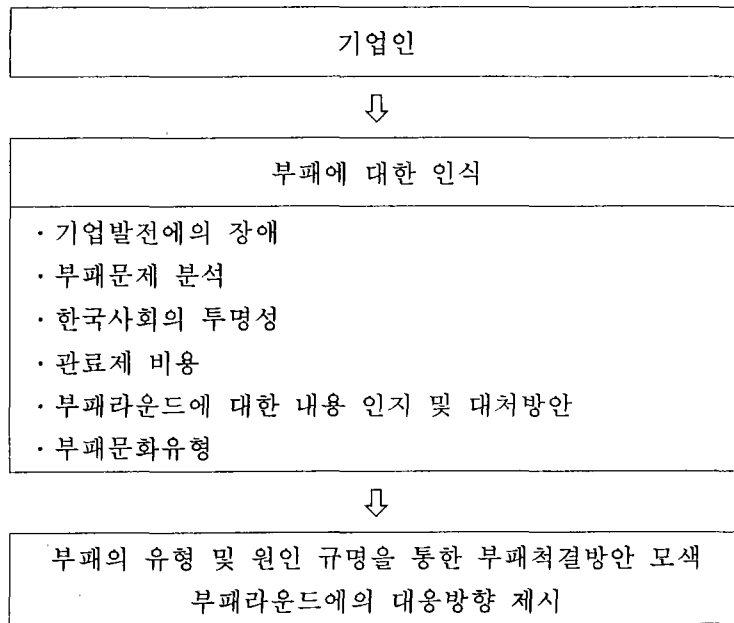 기업인
⇩
부패에 대한 인식
· 기업발전에의 장애
· 부패문제 분석
· 한국사회의 투명성
· 관료제 비용
· 부패라운드에 대한 내용 인지 및 대처방안
· 부패문화유형
⇩
부패의 유형 및 원인 규명을 통한 부패척결방안 모색
부패라운드에의 대응방향 제시